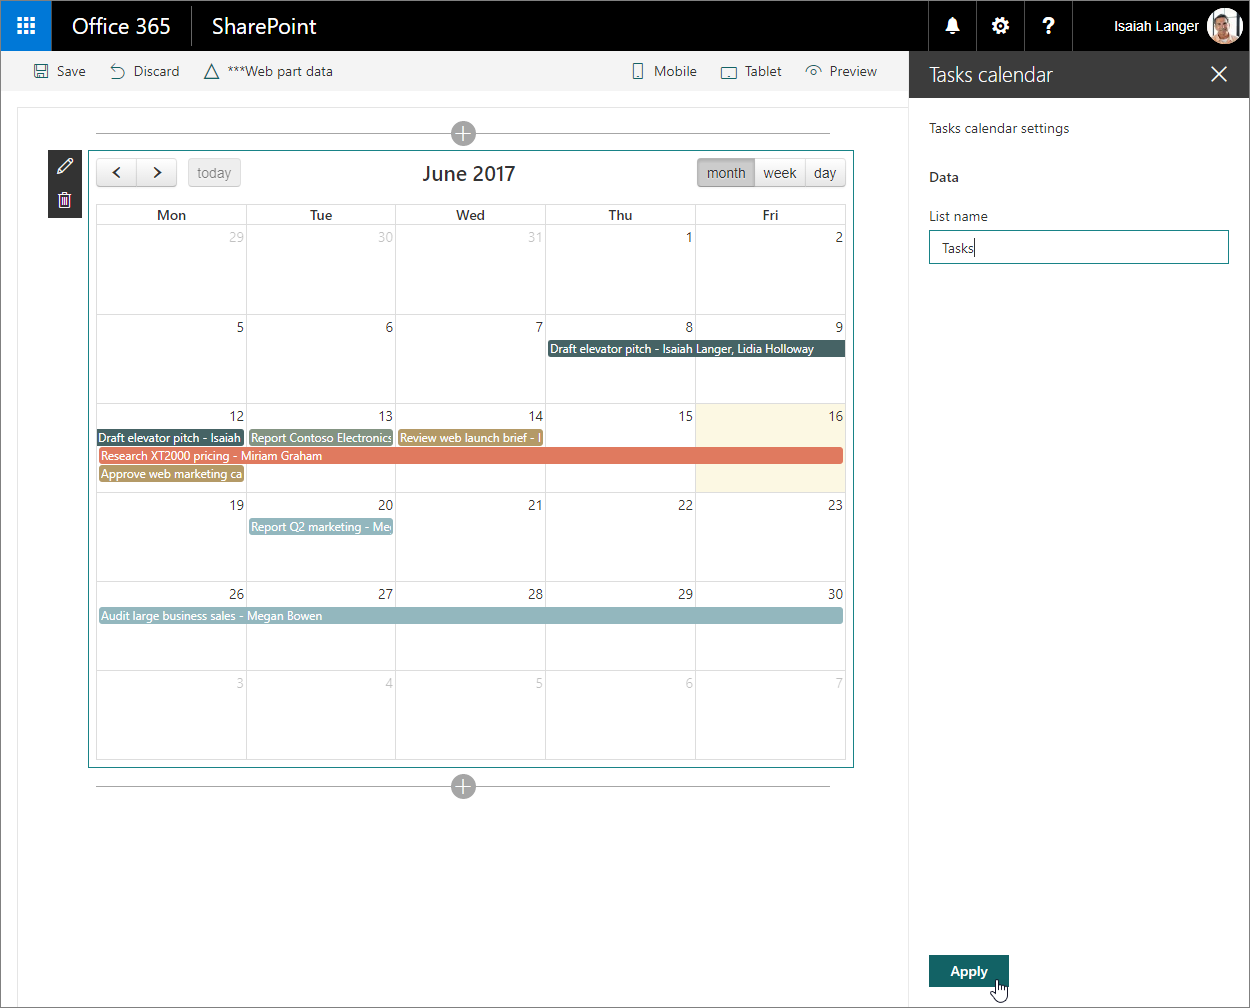 Office 365 SharePoint ? Isaiah Langer
Save Discard ***Web part data Mobile Tablet Preview
Tasks calendar
Tasks calendar settings
Data
List name
Tasks
Apply
today June 2017 month week day
Mon Tue Wed Thu Fri
29 30 31 1 2
5 6 7 8 9
Draft elevator pitch - Isaiah Langer, Lidia Holloway
12 13 14 15 16
Draft elevator pitch - Isaiah Report Contoso Electronics Review web launch brief -
Research XT2000 pricing - Miriam Graham
Approve web marketing ca
19 20 21 22 23
Report Q2 marketing - Me
26 27 28 29 30
Audit large business sales - Megan Bowen
3 4 5 6 7